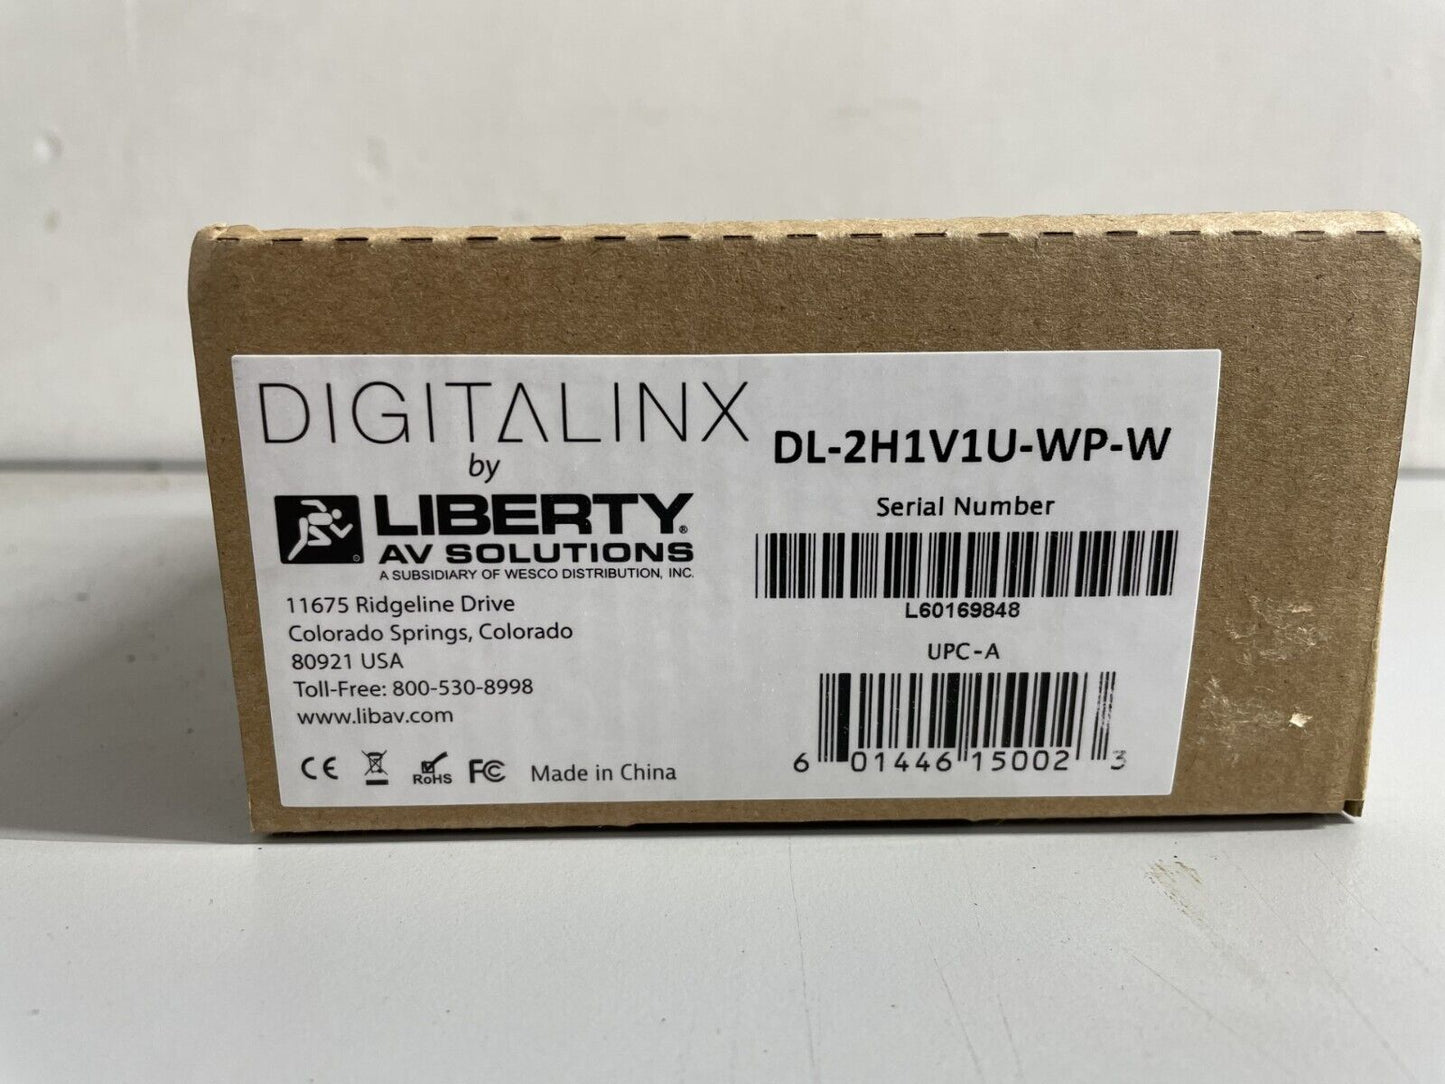 DIGITALINX
by
LIBERTY®
AV SOLUTIONS
A SUBSIDIARY OF WESCO DISTRIBUTION, INC.
11675 Ridgeline Drive
Colorado Springs, Colorado
80921 USA
Toll-Free: 800-530-8998
www.libav.com
CE RoHS FC Made in China
DL-2H1V1U-WP-W
Serial Number
L60169848
UPC-A
6 01446 15002 3